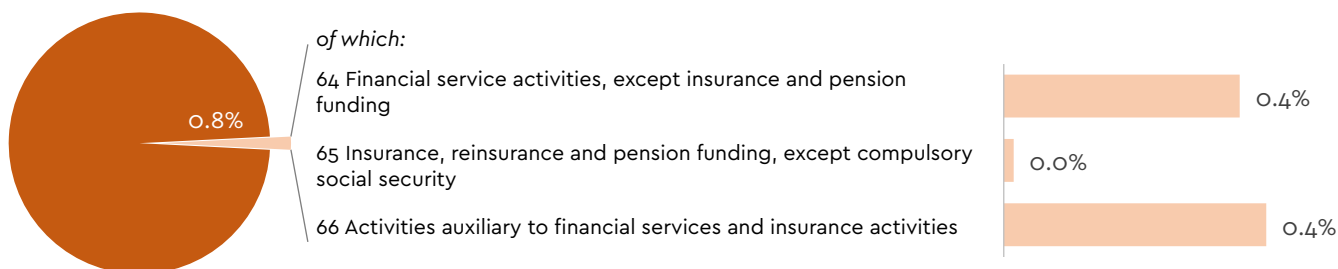 of which:
64 Financial service activities, except insurance and pension
funding
0.4%
0.8%
65 Insurance, reinsurance and pension funding, except compulsory
social security
0.0%
66 Activities auxiliary to financial services and insurance activities
0.4%